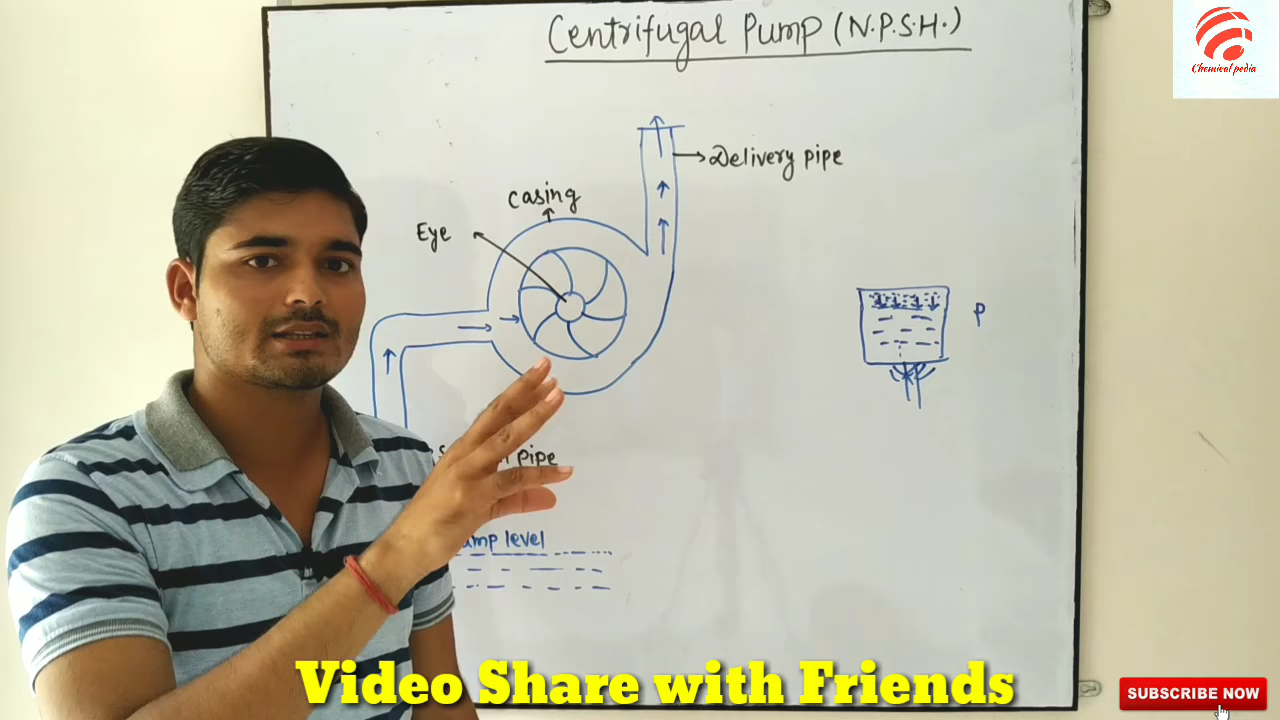 Centrifugal Pump (N.P.S.H.)
Chemical pedia
Delivery pipe
Casing
Eye
P
pipe
level
Video Share with Friends
SUBSCRIBE NOW